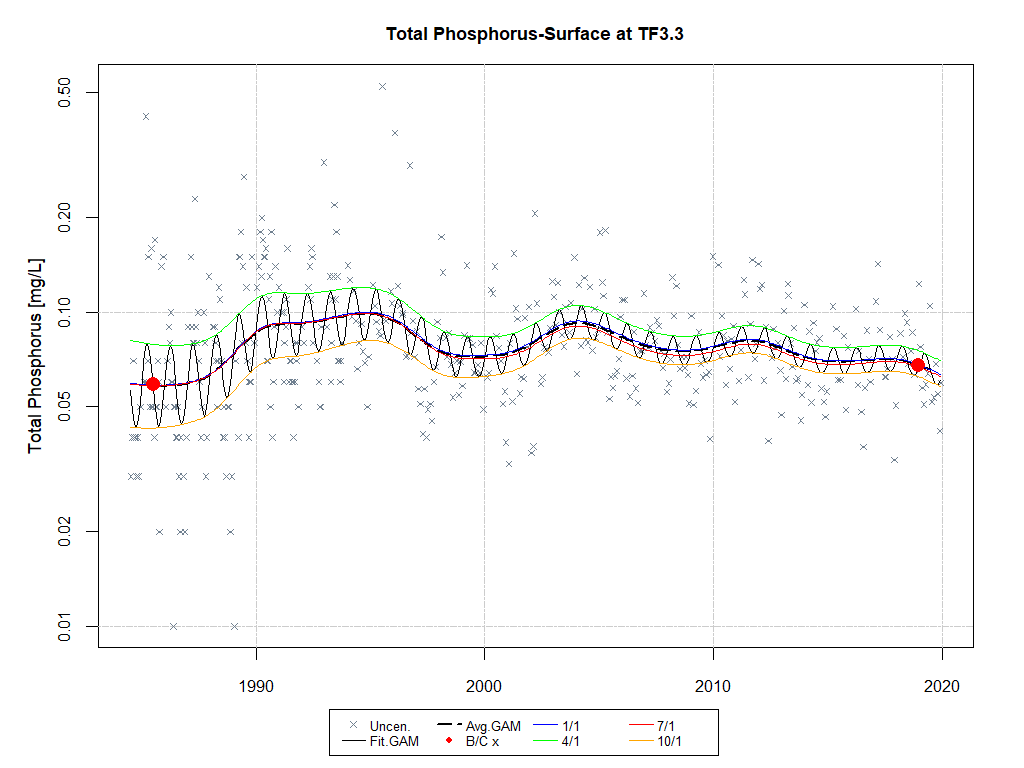 Total Phosphorus-Surface at TF3.3
Total Phosphorus [mg/L]
0.50
0.20
0.10
0.05
0.02
0.01
1990
2000
2010
2020
Uncen.
Avg.GAM
1/1
7/1
Fit.GAM
B/C x
4/1
10/1